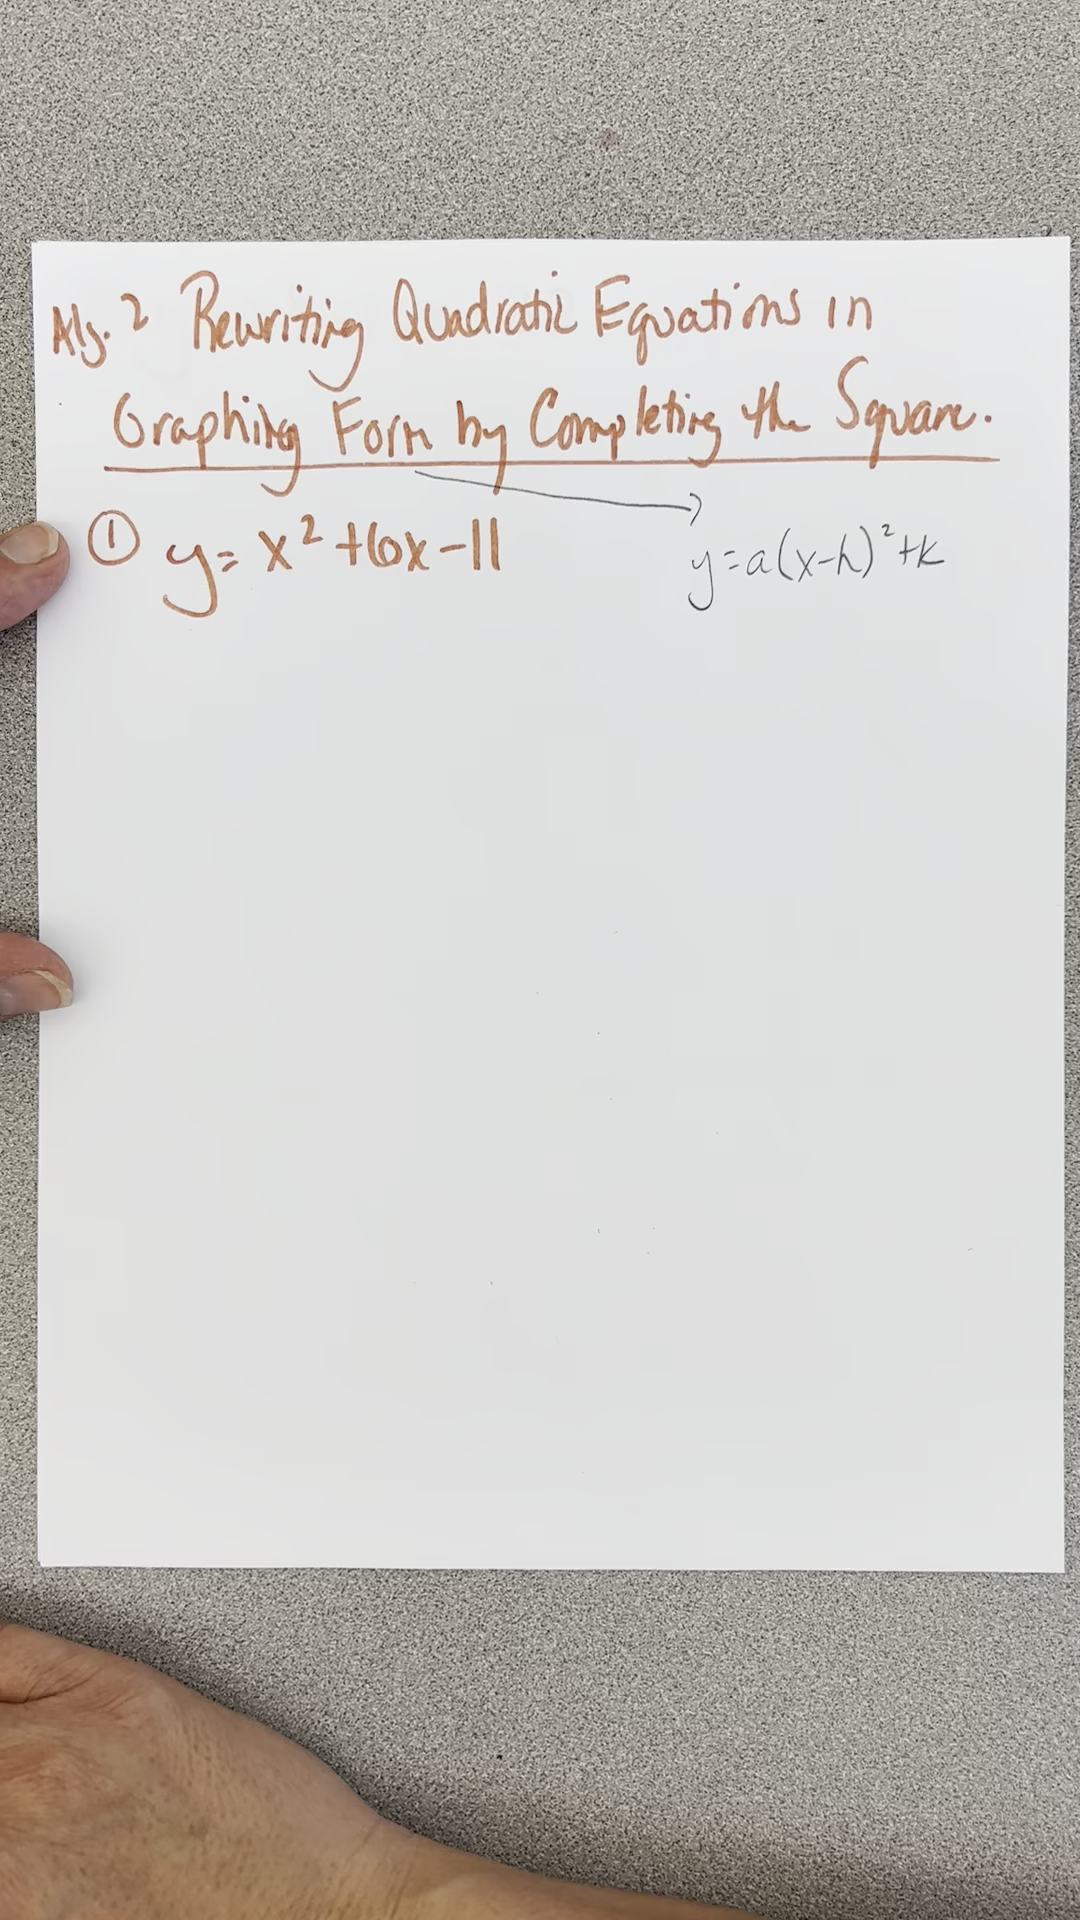 Alg. 2 Rewriting Quadratic Equations in
Graphing Form by Completing the Square.
① y = x² + 6x - 11
y = a(x-h)² + k